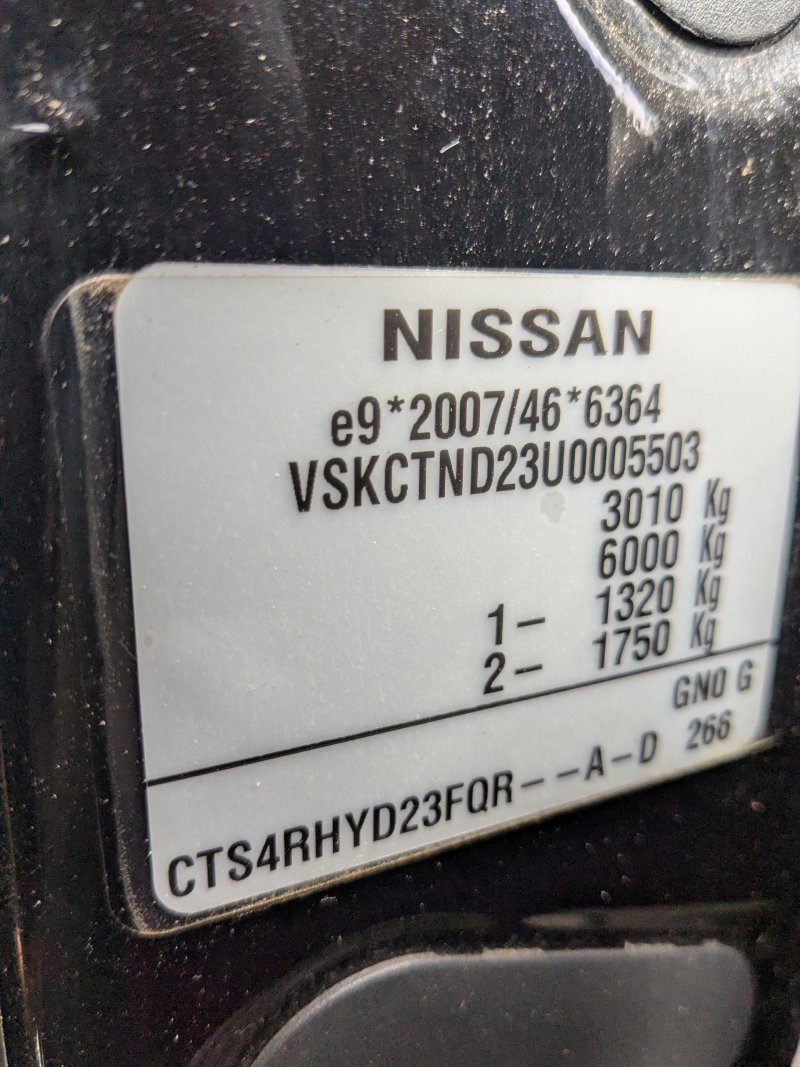 NISSAN
e9*2007/46*6364
VSKCTND23U0005503
3010 Kg
6000 Kg
1- 1320 Kg
2- 1750 Kg
GN0 G
CTS4RHYD23FQR--A-D 266